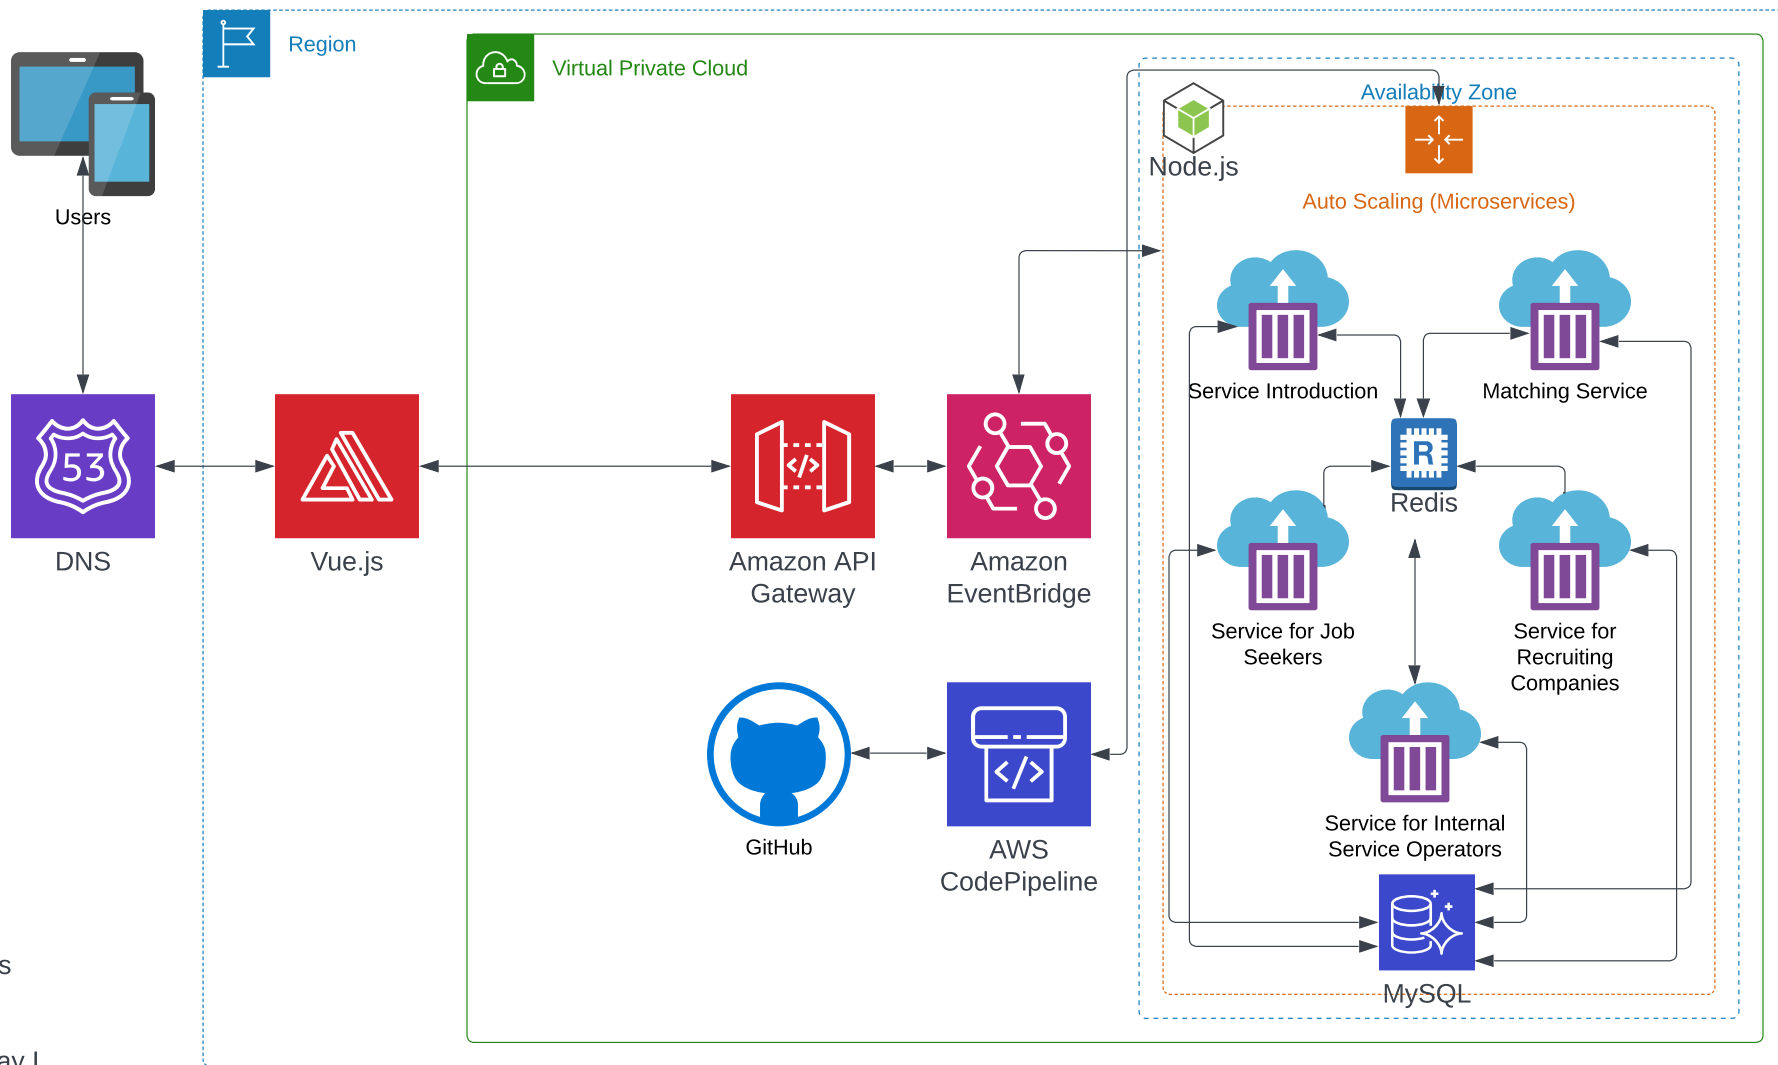 Region
Virtual Private Cloud
Availability Zone
Node.js
Auto Scaling (Microservices)
Users
Service Introduction
Matching Service
R
Redis
53
DNS
Vue.js
Amazon API
Gateway
Amazon
EventBridge
Service for Job
Seekers
Service for
Recruiting
Companies
GitHub
AWS
CodePipeline
Service for Internal
Service Operators
MySQL